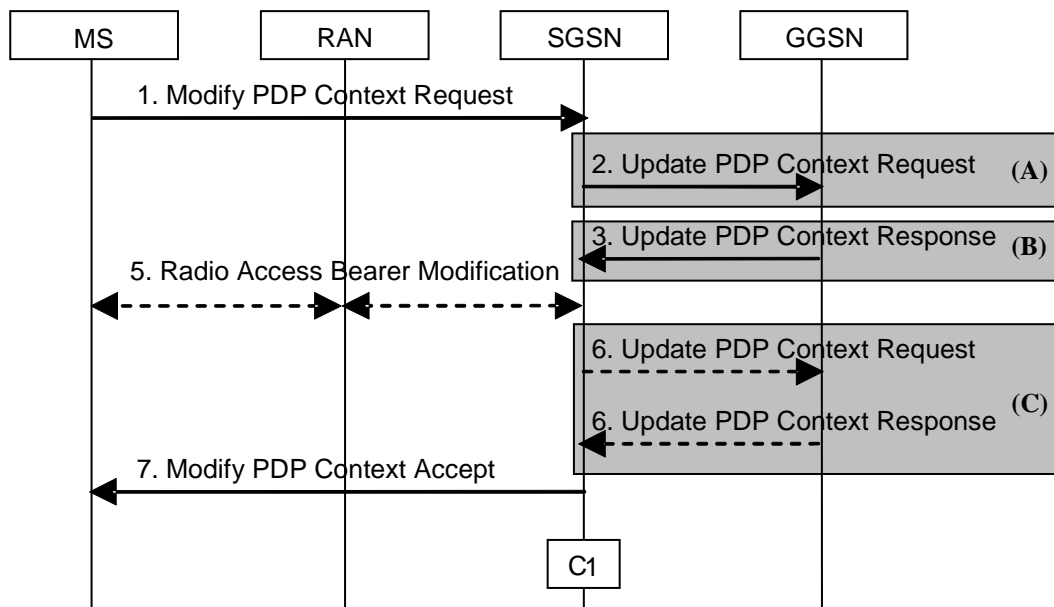 MS
RAN
SGSN
GGSN
1. Modify PDP Context Request
2. Update PDP Context Request
(A)
3. Update PDP Context Response
(B)
5. Radio Access Bearer Modification
6. Update PDP Context Request
(C)
6. Update PDP Context Response
7. Modify PDP Context Accept
C1